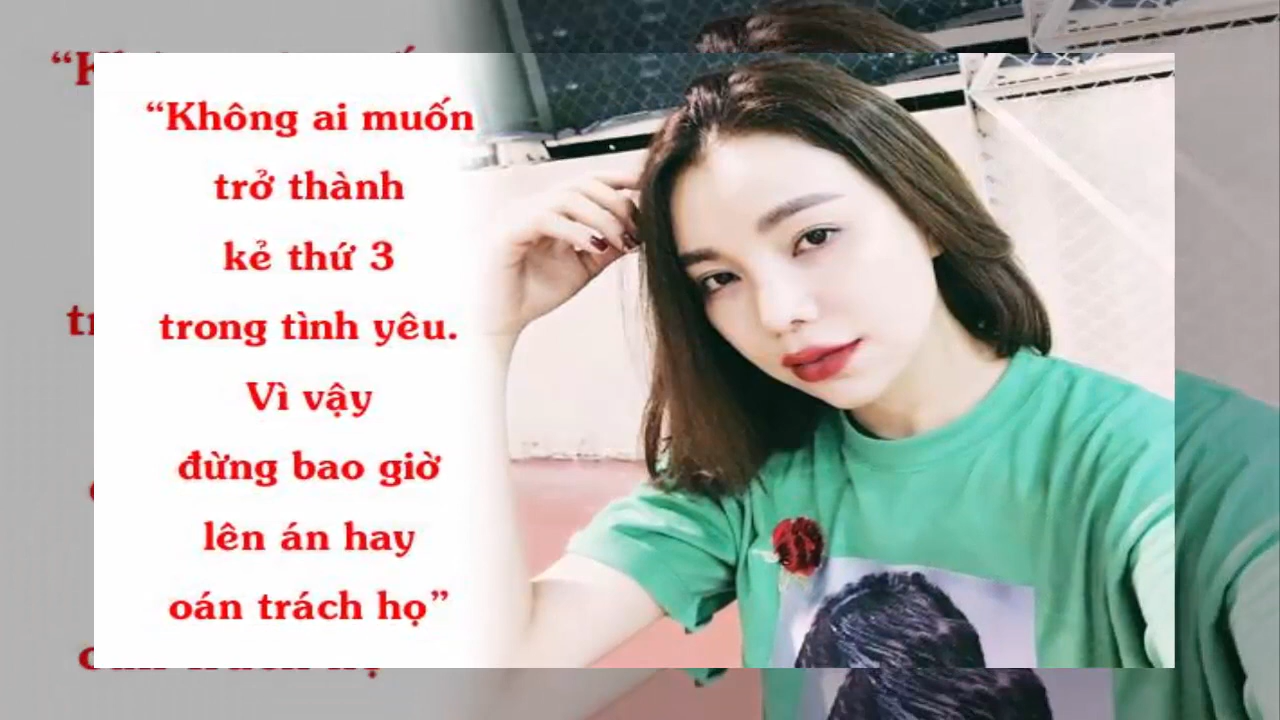 “Không ai muốn
trở thành
kẻ thứ 3
trong tình yêu.
Vì vậy
đừng bao giờ
lên án hay
oán trách họ”